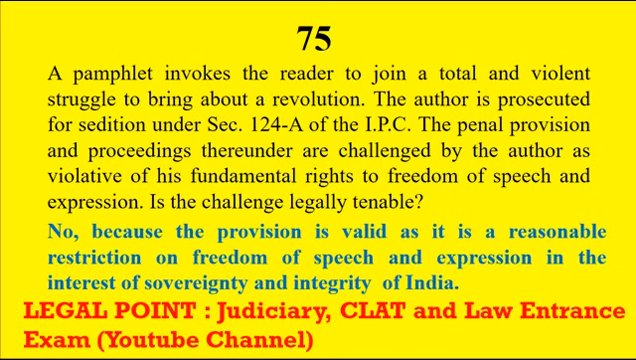 75
A pamphlet invokes the reader to join a total and violent
struggle to bring about a revolution. The author is prosecuted
for sedition under Sec. 124-A of the I.P.C. The penal provision
and proceedings thereunder are challenged by the author as
violative of his fundamental rights to freedom of speech and
expression. Is the challenge legally tenable?
No, because the provision is valid as it is a reasonable
restriction on freedom of speech and expression in the
interest of sovereignty and integrity of India.
LEGAL POINT : Judiciary, CLAT and Law Entrance
Exam (Youtube Channel)